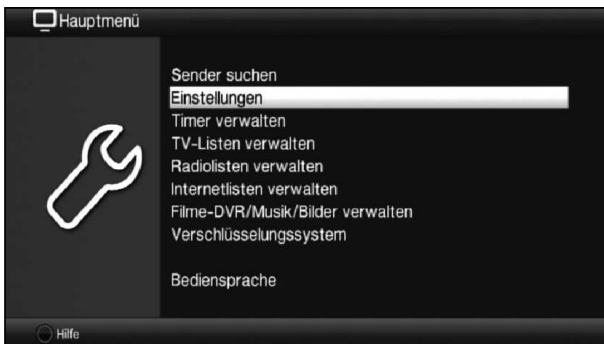 Hauptmenü
Sender suchen
Einstellungen
Timer verwalten
TV-Listen verwalten
Radiolisten verwalten
Internetlisten verwalten
Filme-DVR/Musik/Bilder verwalten
Verschlüsselungssystem
Bediensprache
Hilfe